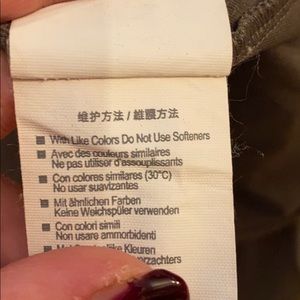 维护方法 / 維護方法
With Like Colors Do Not Use Softeners
Avec des couleurs similaires
Ne pas utiliser d'assouplissants
Con colores similares (30°C)
No usar suavizantes
Mit ähnlichen Farben
Keine Weichspüler verwenden
Con colori simili
Non usare ammorbidenti
Kleuren
verzachters